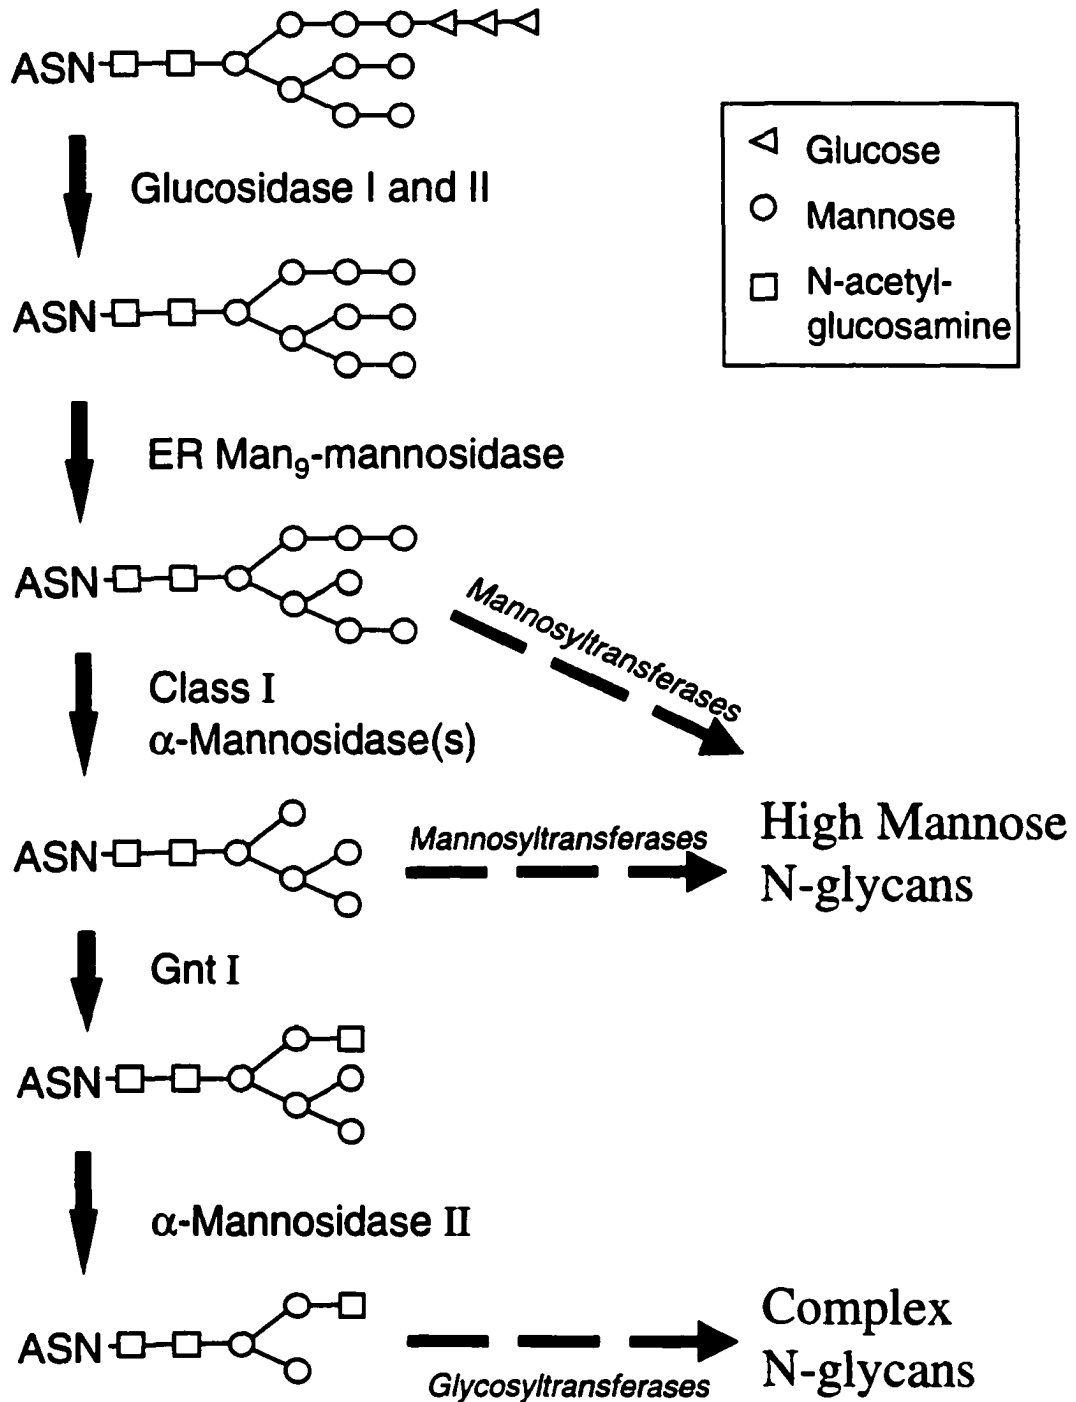 ASN
Glucosidase I and II
Glucose
Mannose
N-acetyl-
glucosamine
ASN
ER Man₉-mannosidase
ASN
Mannosyltransferases
Class I
α-Mannosidase(s)
ASN
Mannosyltransferases
High Mannose
N-glycans
Gnt I
ASN
α-Mannosidase II
ASN
Glycosyltransferases
Complex
N-glycans